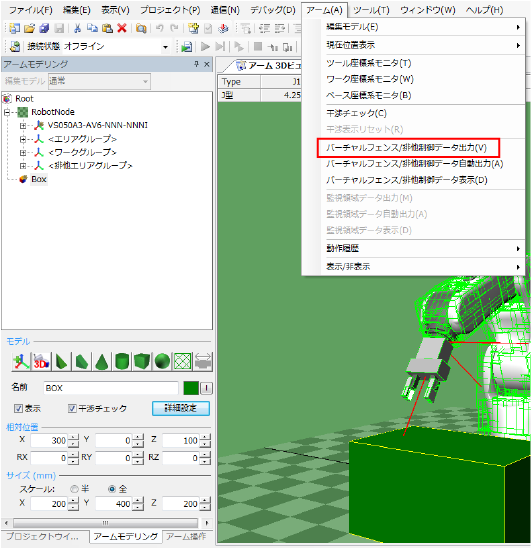 ファイル(F) 編集(E) 表示(V) プロジェクト(P) 通信(N) デバッグ(D) アーム(A) ツール(T) ウィンドウ(W) ヘルプ(H)
接続状態 オフライン
アームモデリング
編集モデル 通常
Root
RobotNode
VS050A3-AV6-NNN-NNNI
<エリアグループ>
<ワークグループ>
<排他エリアグループ>
Box
アーム 3Dビュ
Type J1
J型 4.25
編集モデル(E)
現在位置表示
ツール座標系モニタ(T)
ワーク座標系モニタ(W)
ベース座標系モニタ(B)
干渉チェック(C)
干渉表示リセット(R)
バーチャルフェンス/排他制御データ出力(V)
バーチャルフェンス/排他制御データ自動出力(A)
バーチャルフェンス/排他制御データ表示(D)
監視領域データ出力(M)
監視領域データ自動出力(A)
監視領域データ表示(D)
動作履歴
表示/非表示
モデル
3D
名前 BOX I
表示 干渉チェック 詳細設定
相対位置
X 300 Y 0 Z 100
RX 0 RY 0 RZ 0
サイズ (mm)
スケール: 半 全
X 200 Y 400 Z 200
プロジェクトウイ... アームモデリング アーム操作